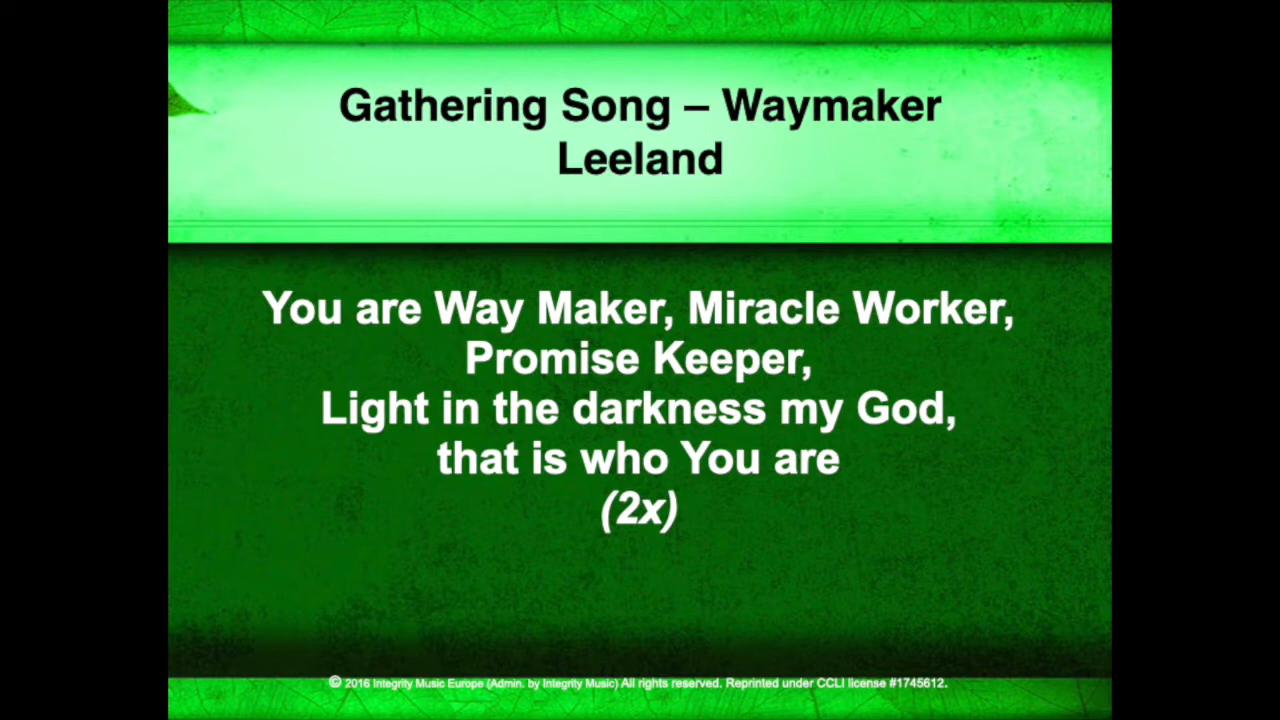 Gathering Song – Waymaker
Leeland
You are Way Maker, Miracle Worker,
Promise Keeper,
Light in the darkness my God,
that is who You are
(2x)
© 2016 Integrity Music Europe (Admin. by Integrity Music) All rights reserved. Reprinted under CCLI license #1745612.